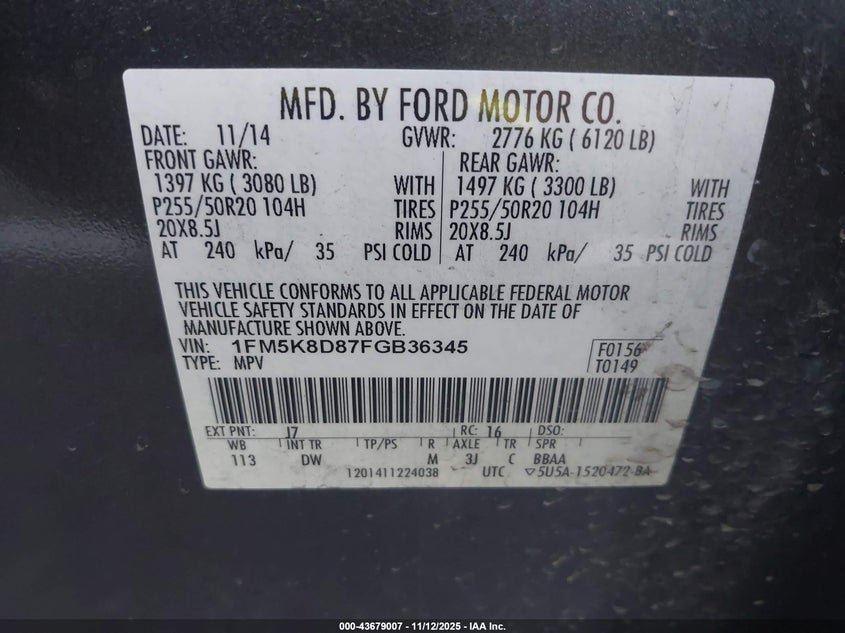 MFD. BY FORD MOTOR CO.
DATE: 11/14 GVWR: 2776 KG ( 6120 LB)
FRONT GAWR: REAR GAWR:
1397 KG ( 3080 LB) WITH 1497 KG ( 3300 LB) WITH
P255/50R20 104H TIRES P255/50R20 104H TIRES
20X8.5J RIMS 20X8.5J RIMS
AT 240 kPa/ 35 PSI COLD AT 240 kPa/ 35 PSI COLD
THIS VEHICLE CONFORMS TO ALL APPLICABLE FEDERAL MOTOR
VEHICLE SAFETY STANDARDS IN EFFECT ON THE DATE OF
MANUFACTURE SHOWN ABOVE.
VIN: 1FM5K8D87FGB36345 F0156
TYPE: MPV T0149
EXT PNT: J7 RC: 16 DSO:
WB INT TR TP/PS R AXLE TR SPR
113 DW M 3J C BBAA
1201411224038 UTC ▽5U5A-1520472-BA
000-43679007 - 11/12/2025 - IAA Inc.